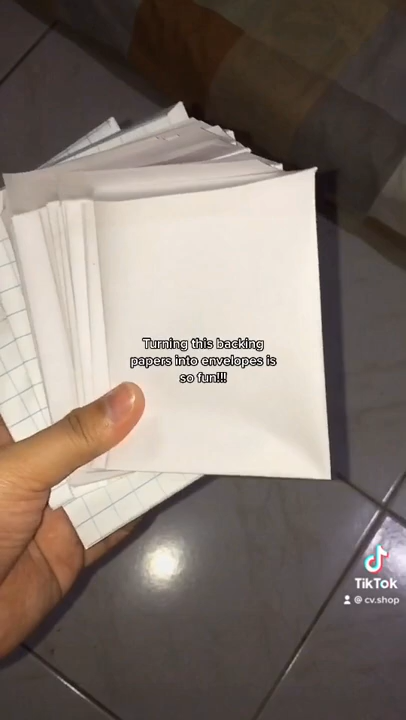 Turning this backing
papers into envelopes is
so fun!!!
TikTok
@ cv.shop